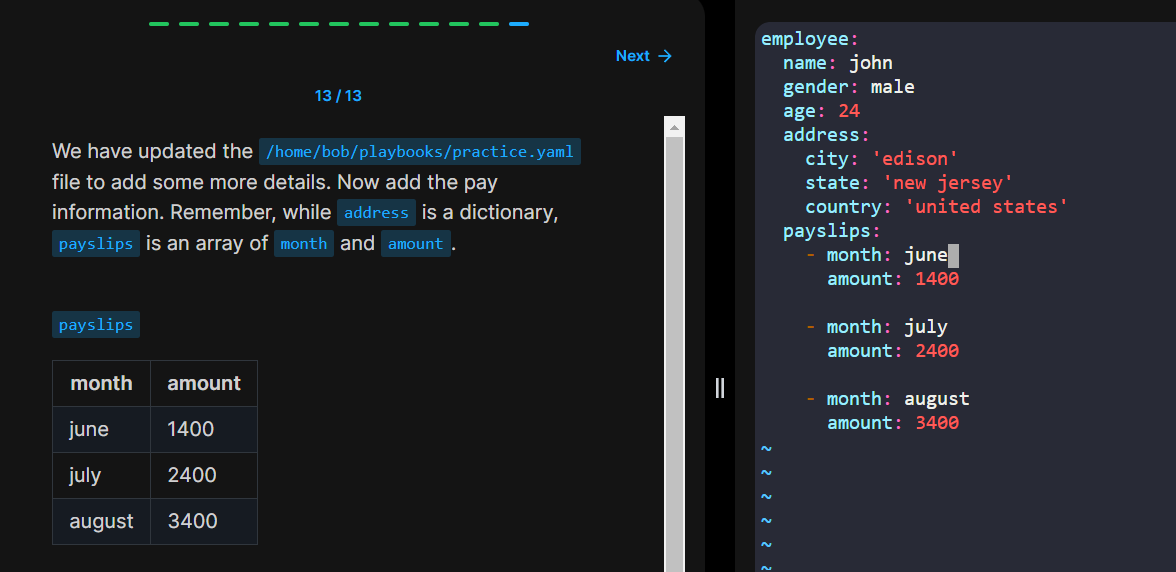 Next →
13 / 13
We have updated the /home/bob/playbooks/practice.yaml
file to add some more details. Now add the pay
information. Remember, while address is a dictionary,
payslips is an array of month and amount.
payslips
month amount
june 1400
july 2400
august 3400
employee:
  name: john
  gender: male
  age: 24
  address:
    city: 'edison'
    state: 'new jersey'
    country: 'united states'
  payslips:
    - month: june
      amount: 1400

    - month: july
      amount: 2400

    - month: august
      amount: 3400
~
~
~
~
~
~